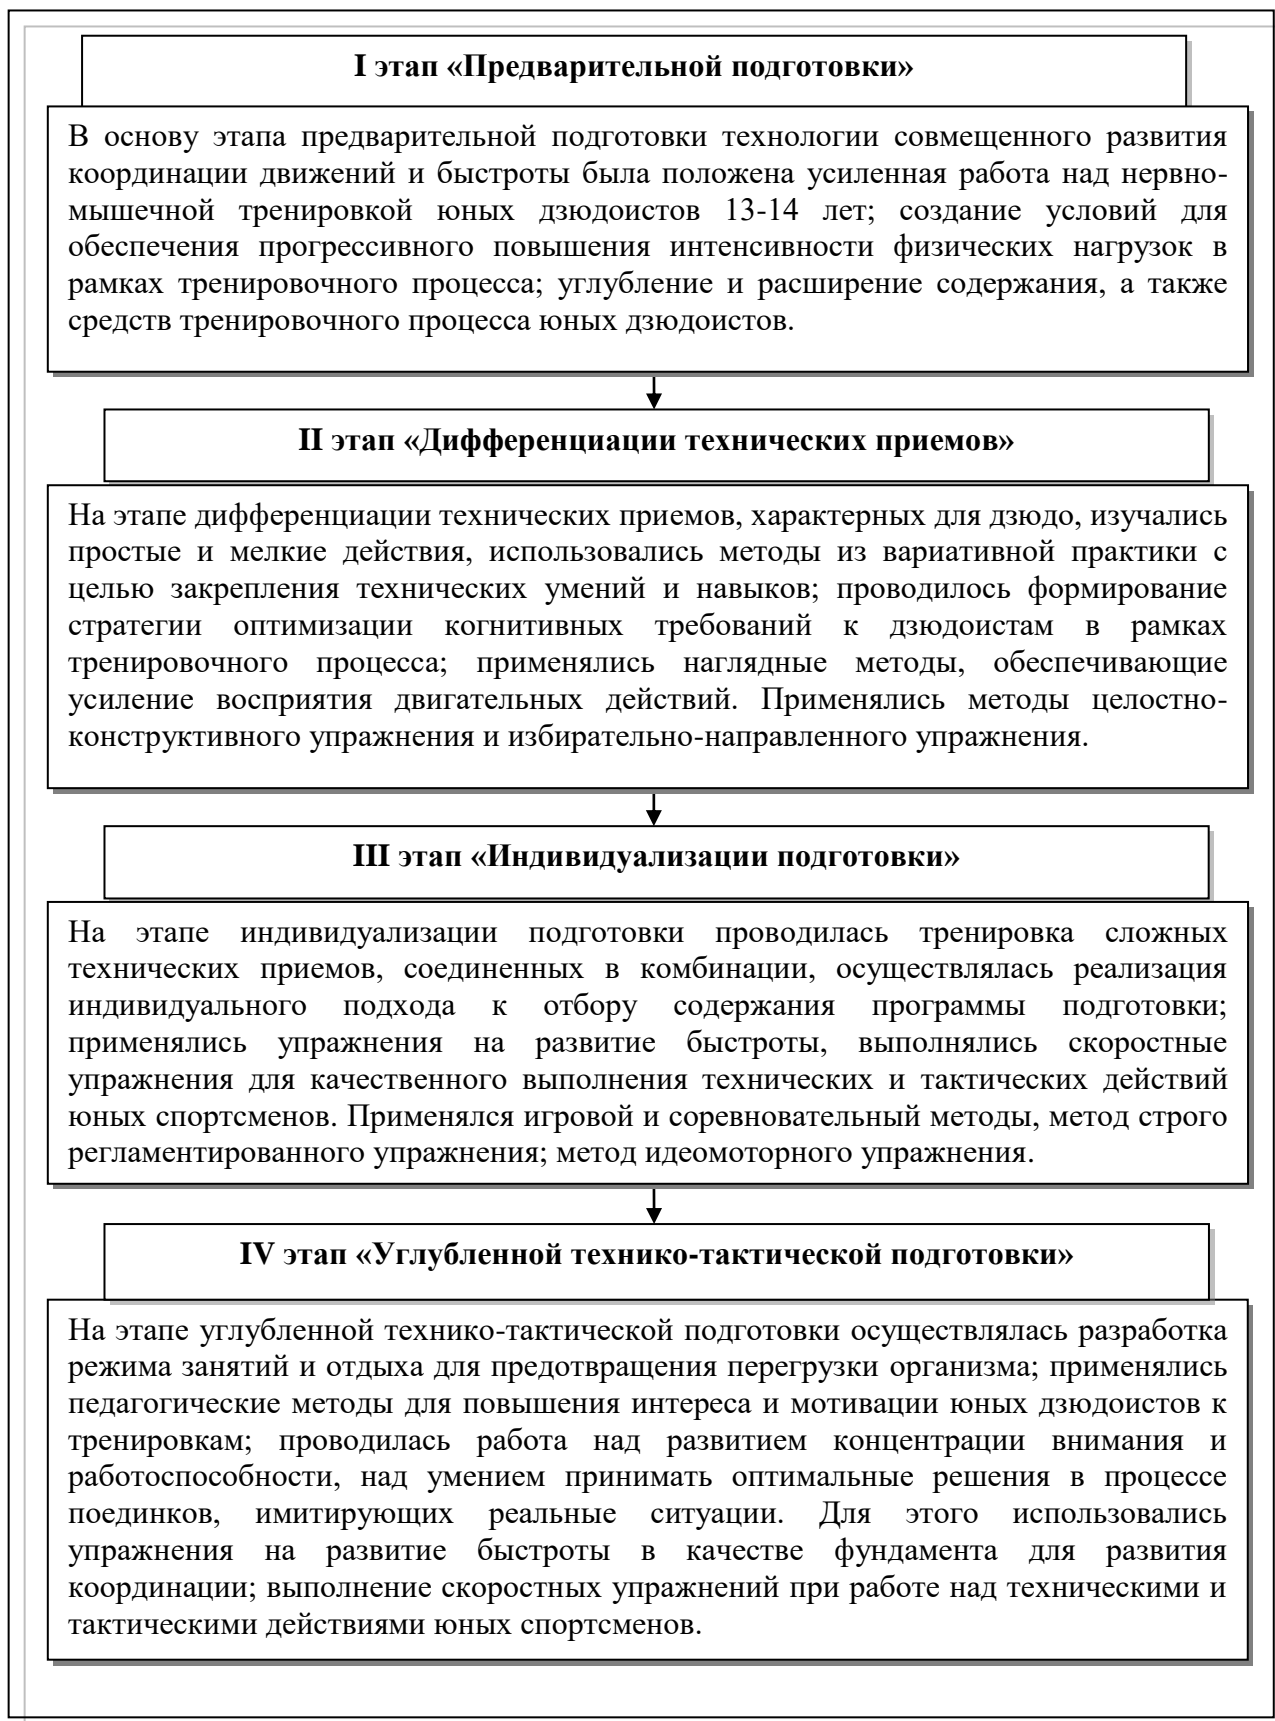 I этап «Предварительной подготовки»
В основу этапа предварительной подготовки технологии совмещенного развития
координации движений и быстроты была положена усиленная работа над нервно-
мышечной тренировкой юных дзюдоистов 13-14 лет; создание условий для
обеспечения прогрессивного повышения интенсивности физических нагрузок в
рамках тренировочного процесса; углубление и расширение содержания, а также
средств тренировочного процесса юных дзюдоистов.
II этап «Дифференциации технических приемов»
На этапе дифференциации технических приемов, характерных для дзюдо, изучались
простые и мелкие действия, использовались методы из вариативной практики с
целью закрепления технических умений и навыков; проводилось формирование
стратегии оптимизации когнитивных требований к дзюдоистам в рамках
тренировочного процесса; применялись наглядные методы, обеспечивающие
усиление восприятия двигательных действий. Применялись методы целостно-
конструктивного упражнения и избирательно-направленного упражнения.
III этап «Индивидуализации подготовки»
На этапе индивидуализации подготовки проводилась тренировка сложных
технических приемов, соединенных в комбинации, осуществлялась реализация
индивидуального подхода к отбору содержания программы подготовки;
применялись упражнения на развитие быстроты, выполнялись скоростные
упражнения для качественного выполнения технических и тактических действий
юных спортсменов. Применялся игровой и соревновательный методы, метод строго
регламентированного упражнения; метод идеомоторного упражнения.
IV этап «Углубленной технико-тактической подготовки»
На этапе углубленной технико-тактической подготовки осуществлялась разработка
режима занятий и отдыха для предотвращения перегрузки организма; применялись
педагогические методы для повышения интереса и мотивации юных дзюдоистов к
тренировкам; проводилась работа над развитием концентрации внимания и
работоспособности, над умением принимать оптимальные решения в процессе
поединков, имитирующих реальные ситуации. Для этого использовались
упражнения на развитие быстроты в качестве фундамента для развития
координации; выполнение скоростных упражнений при работе над техническими и
тактическими действиями юных спортсменов.